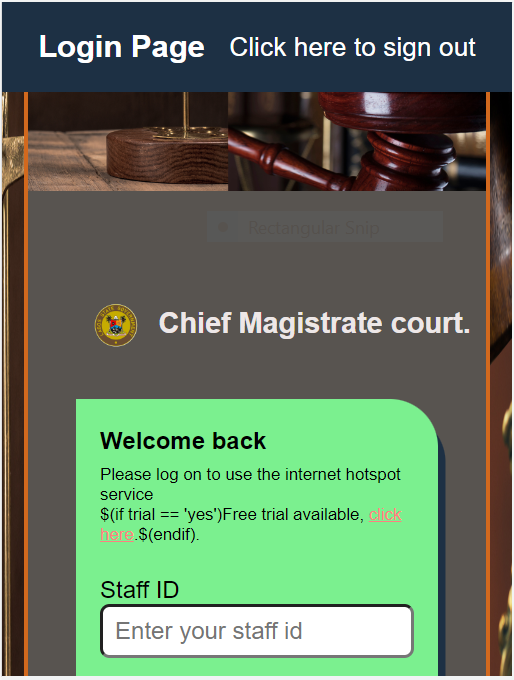 Login Page Click here to sign out
Rectangular Snip
Chief Magistrate court.
Welcome back
Please log on to use the internet hotspot
service
$(if trial == 'yes')Free trial available, click
here.$(endif).
Staff ID
Enter your staff id